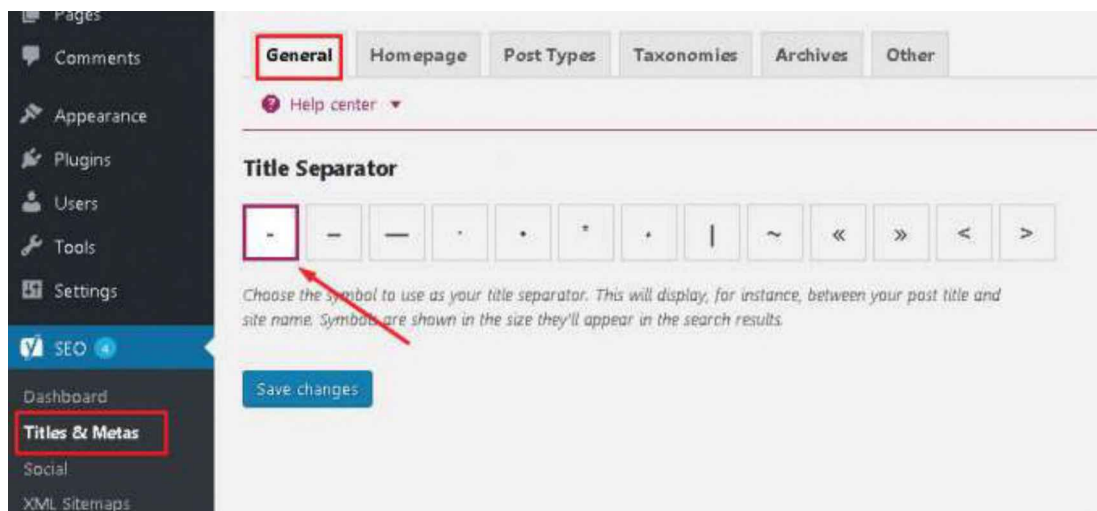 Pages
Comments
Appearance
Plugins
Users
Tools
Settings
SEO 4
Dashboard
Titles & Metas
Social
XML Sitemaps
General Homepage Post Types Taxonomies Archives Other
Help center
Title Separator
- – — · • * ⋆ | ~ « » < >
Choose the symbol to use as your title separator. This will display, for instance, between your post title and
site name. Symbols are shown in the size they'll appear in the search results.
Save changes